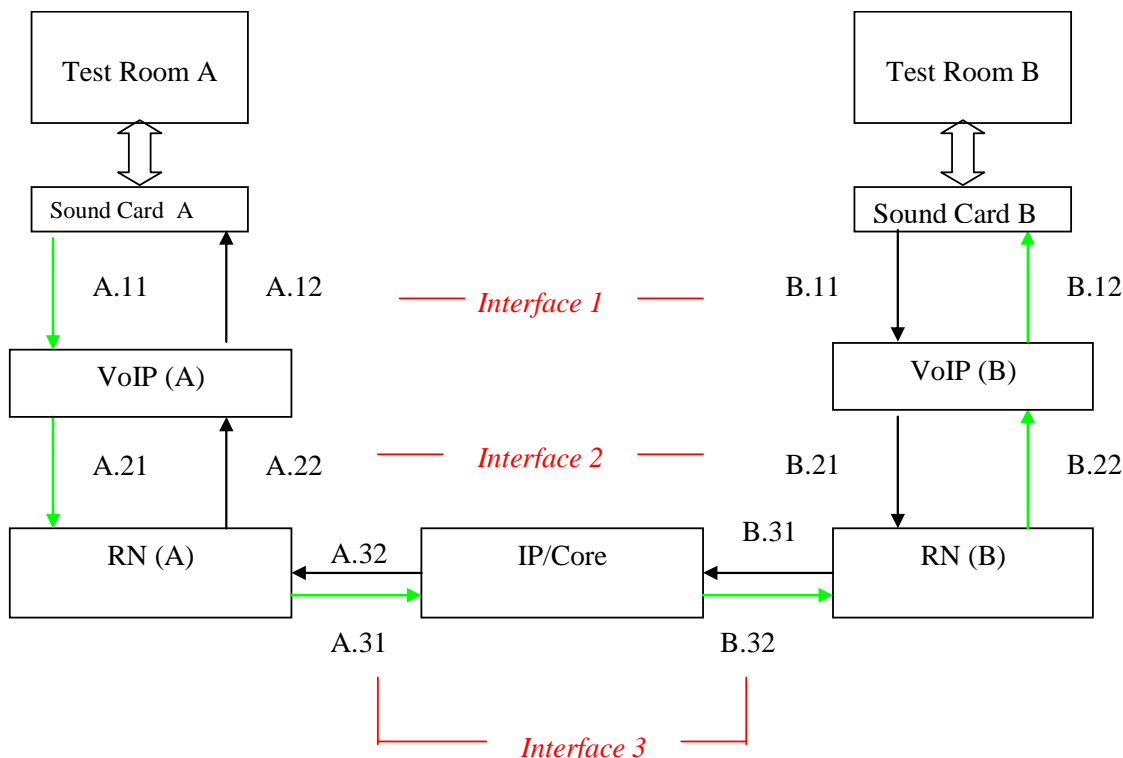 Test Room A
Test Room B
Sound Card A
Sound Card B
A.11
A.12
Interface 1
B.11
B.12
VoIP (A)
VoIP (B)
A.21
A.22
Interface 2
B.21
B.22
RN (A)
A.32
IP/Core
B.31
RN (B)
A.31
B.32
Interface 3